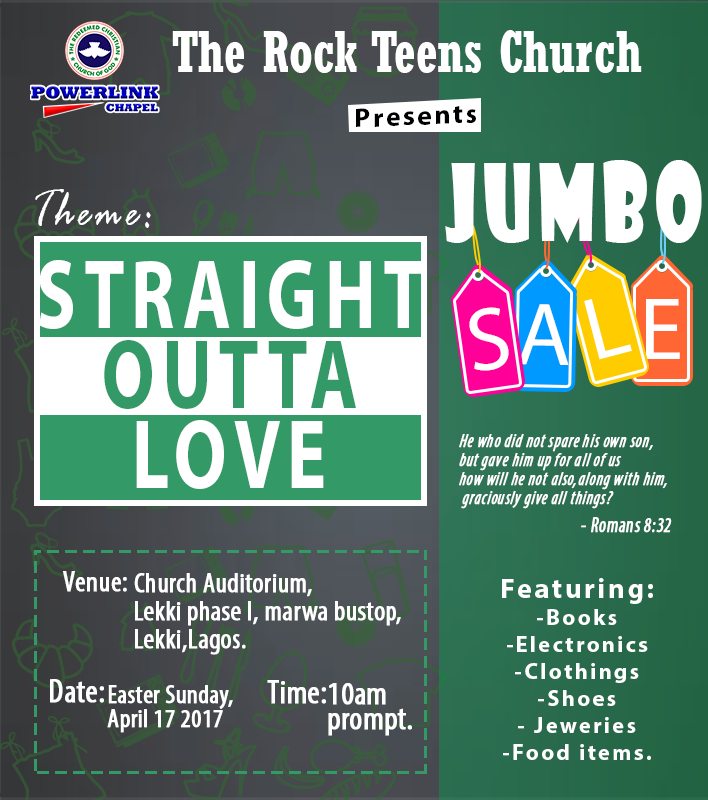 THE REDEEMED CHRISTIAN
CHURCH OF GOD
POWERLINK
CHAPEL
The Rock Teens Church
Presents
Theme:
STRAIGHT
OUTTA
LOVE
JUMBO
SALE
He who did not spare his own son,
but gave him up for all of us
how will he not also,along with him,
graciously give all things?
- Romans 8:32
Venue: Church Auditorium,
Lekki phase I, marwa bustop,
Lekki,Lagos.
Date: Easter Sunday,
April 17 2017
Time:10am
prompt.
Featuring:
-Books
-Electronics
-Clothings
-Shoes
- Jeweries
-Food items.